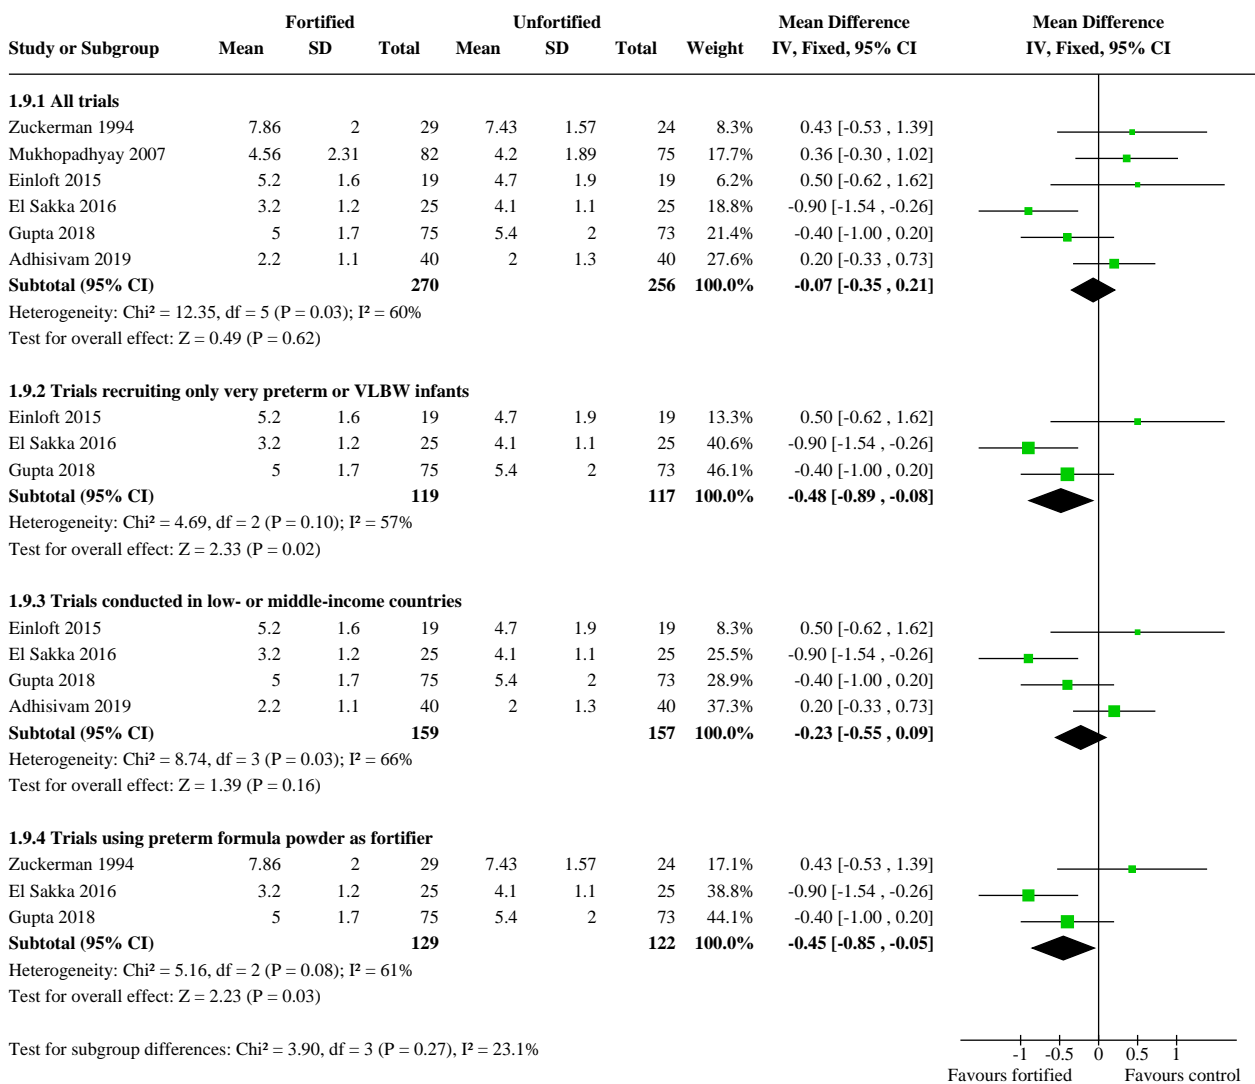 Fortified Unfortified Mean Difference Mean Difference
Study or Subgroup Mean SD Total Mean SD Total Weight IV, Fixed, 95% CI IV, Fixed, 95% CI
1.9.1 All trials
Zuckerman 1994 7.86 2 29 7.43 1.57 24 8.3% 0.43 [-0.53 , 1.39]
Mukhopadhyay 2007 4.56 2.31 82 4.2 1.89 75 17.7% 0.36 [-0.30 , 1.02]
Einloft 2015 5.2 1.6 19 4.7 1.9 19 6.2% 0.50 [-0.62 , 1.62]
El Sakka 2016 3.2 1.2 25 4.1 1.1 25 18.8% -0.90 [-1.54 , -0.26]
Gupta 2018 5 1.7 75 5.4 2 73 21.4% -0.40 [-1.00 , 0.20]
Adhisivam 2019 2.2 1.1 40 2 1.3 40 27.6% 0.20 [-0.33 , 0.73]
Subtotal (95% CI) 270 256 100.0% -0.07 [-0.35 , 0.21]
Heterogeneity: Chi² = 12.35, df = 5 (P = 0.03); I² = 60%
Test for overall effect: Z = 0.49 (P = 0.62)
1.9.2 Trials recruiting only very preterm or VLBW infants
Einloft 2015 5.2 1.6 19 4.7 1.9 19 13.3% 0.50 [-0.62 , 1.62]
El Sakka 2016 3.2 1.2 25 4.1 1.1 25 40.6% -0.90 [-1.54 , -0.26]
Gupta 2018 5 1.7 75 5.4 2 73 46.1% -0.40 [-1.00 , 0.20]
Subtotal (95% CI) 119 117 100.0% -0.48 [-0.89 , -0.08]
Heterogeneity: Chi² = 4.69, df = 2 (P = 0.10); I² = 57%
Test for overall effect: Z = 2.33 (P = 0.02)
1.9.3 Trials conducted in low- or middle-income countries
Einloft 2015 5.2 1.6 19 4.7 1.9 19 8.3% 0.50 [-0.62 , 1.62]
El Sakka 2016 3.2 1.2 25 4.1 1.1 25 25.5% -0.90 [-1.54 , -0.26]
Gupta 2018 5 1.7 75 5.4 2 73 28.9% -0.40 [-1.00 , 0.20]
Adhisivam 2019 2.2 1.1 40 2 1.3 40 37.3% 0.20 [-0.33 , 0.73]
Subtotal (95% CI) 159 157 100.0% -0.23 [-0.55 , 0.09]
Heterogeneity: Chi² = 8.74, df = 3 (P = 0.03); I² = 66%
Test for overall effect: Z = 1.39 (P = 0.16)
1.9.4 Trials using preterm formula powder as fortifier
Zuckerman 1994 7.86 2 29 7.43 1.57 24 17.1% 0.43 [-0.53 , 1.39]
El Sakka 2016 3.2 1.2 25 4.1 1.1 25 38.8% -0.90 [-1.54 , -0.26]
Gupta 2018 5 1.7 75 5.4 2 73 44.1% -0.40 [-1.00 , 0.20]
Subtotal (95% CI) 129 122 100.0% -0.45 [-0.85 , -0.05]
Heterogeneity: Chi² = 5.16, df = 2 (P = 0.08); I² = 61%
Test for overall effect: Z = 2.23 (P = 0.03)
Test for subgroup differences: Chi² = 3.90, df = 3 (P = 0.27), I² = 23.1%
-1 -0.5 0 0.5 1
Favours fortified Favours control